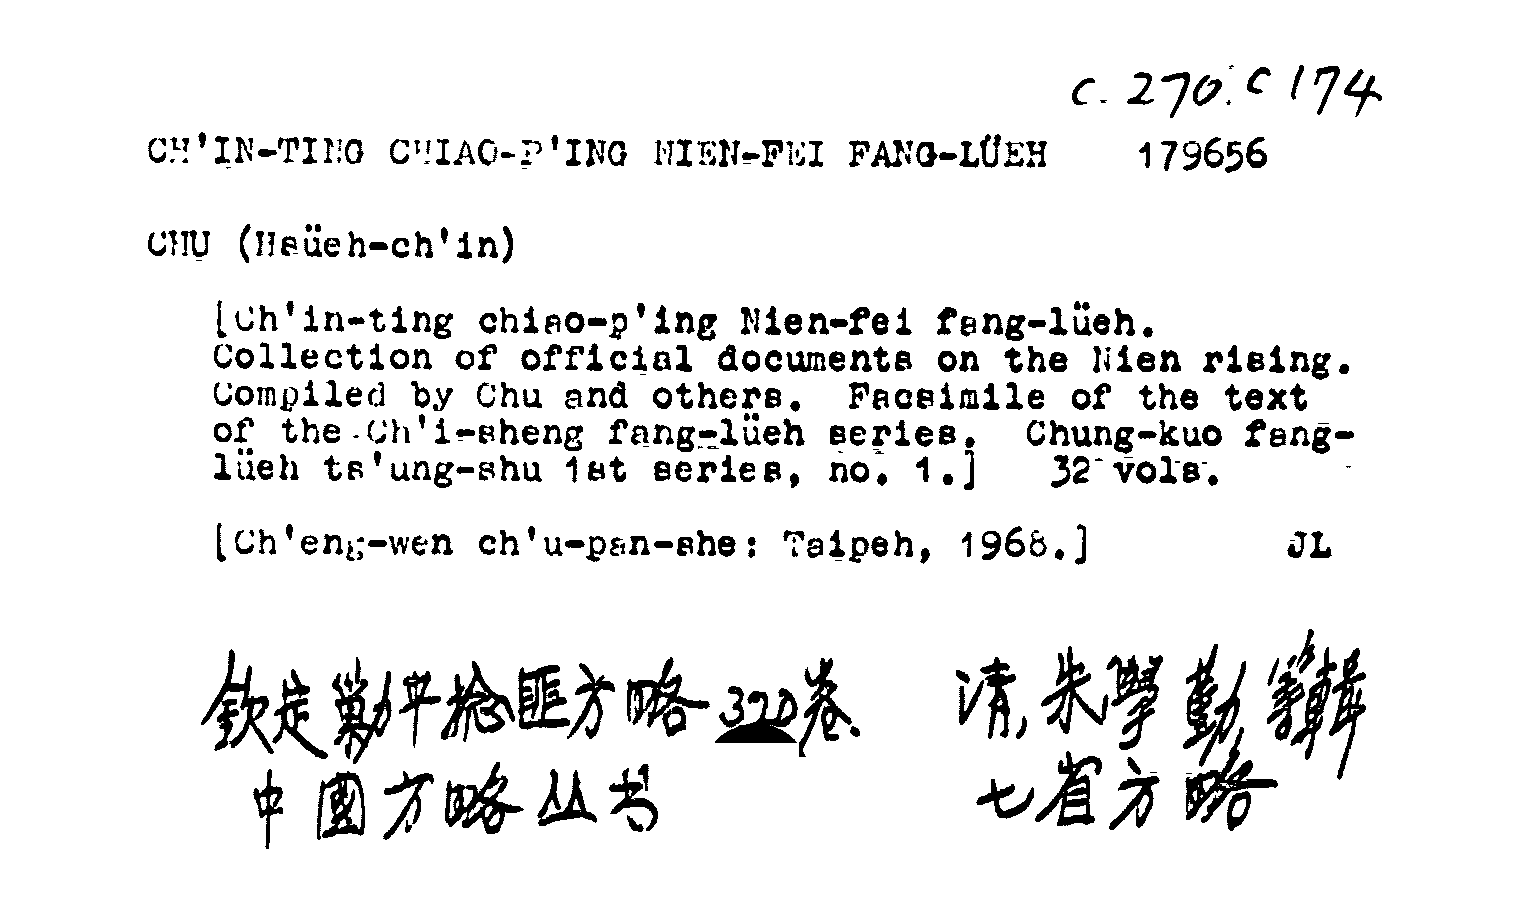 c. 270. c 174
CH'IN-TING CHIAO-P'ING NIEN-FEI FANG-LÜEH 179656
CHU (Hsüeh-ch'in)
[Ch'in-ting chiao-p'ing Nien-fei fang-lüeh.
Collection of official documents on the Nien rising.
Compiled by Chu and others. Facsimile of the text
of the Ch'i-sheng fang-lüeh series. Chung-kuo fang-
lüeh ts'ung-shu 1st series, no. 1.] 32 vols.
[Ch'eng-wen ch'u-pan-she: Taipeh, 1968.] JL
欽定勦平捻匪方略 320卷. 清, 朱學勤, 等輯
中國方略丛书 七省方略